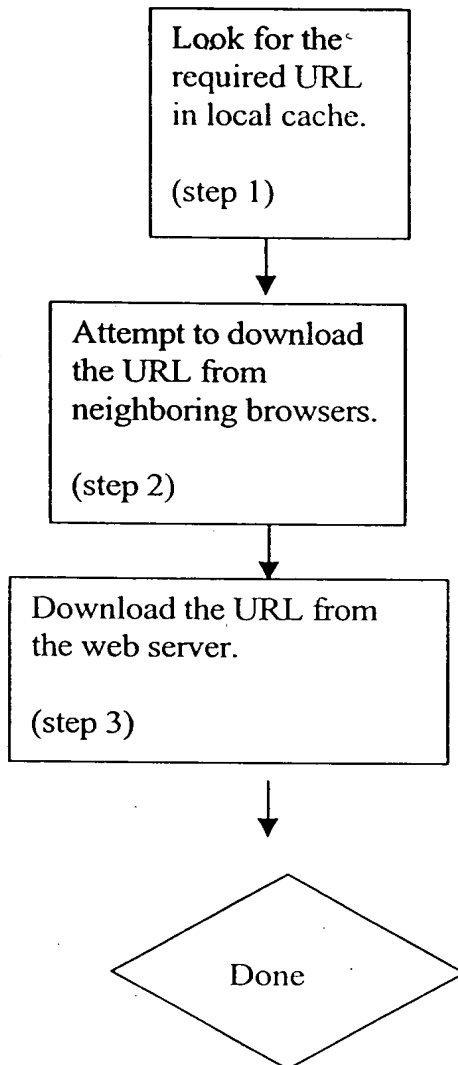 Look for the
required URL
in local cache.
(step 1)
Attempt to download
the URL from
neighboring browsers.
(step 2)
Download the URL from
the web server.
(step 3)
Done